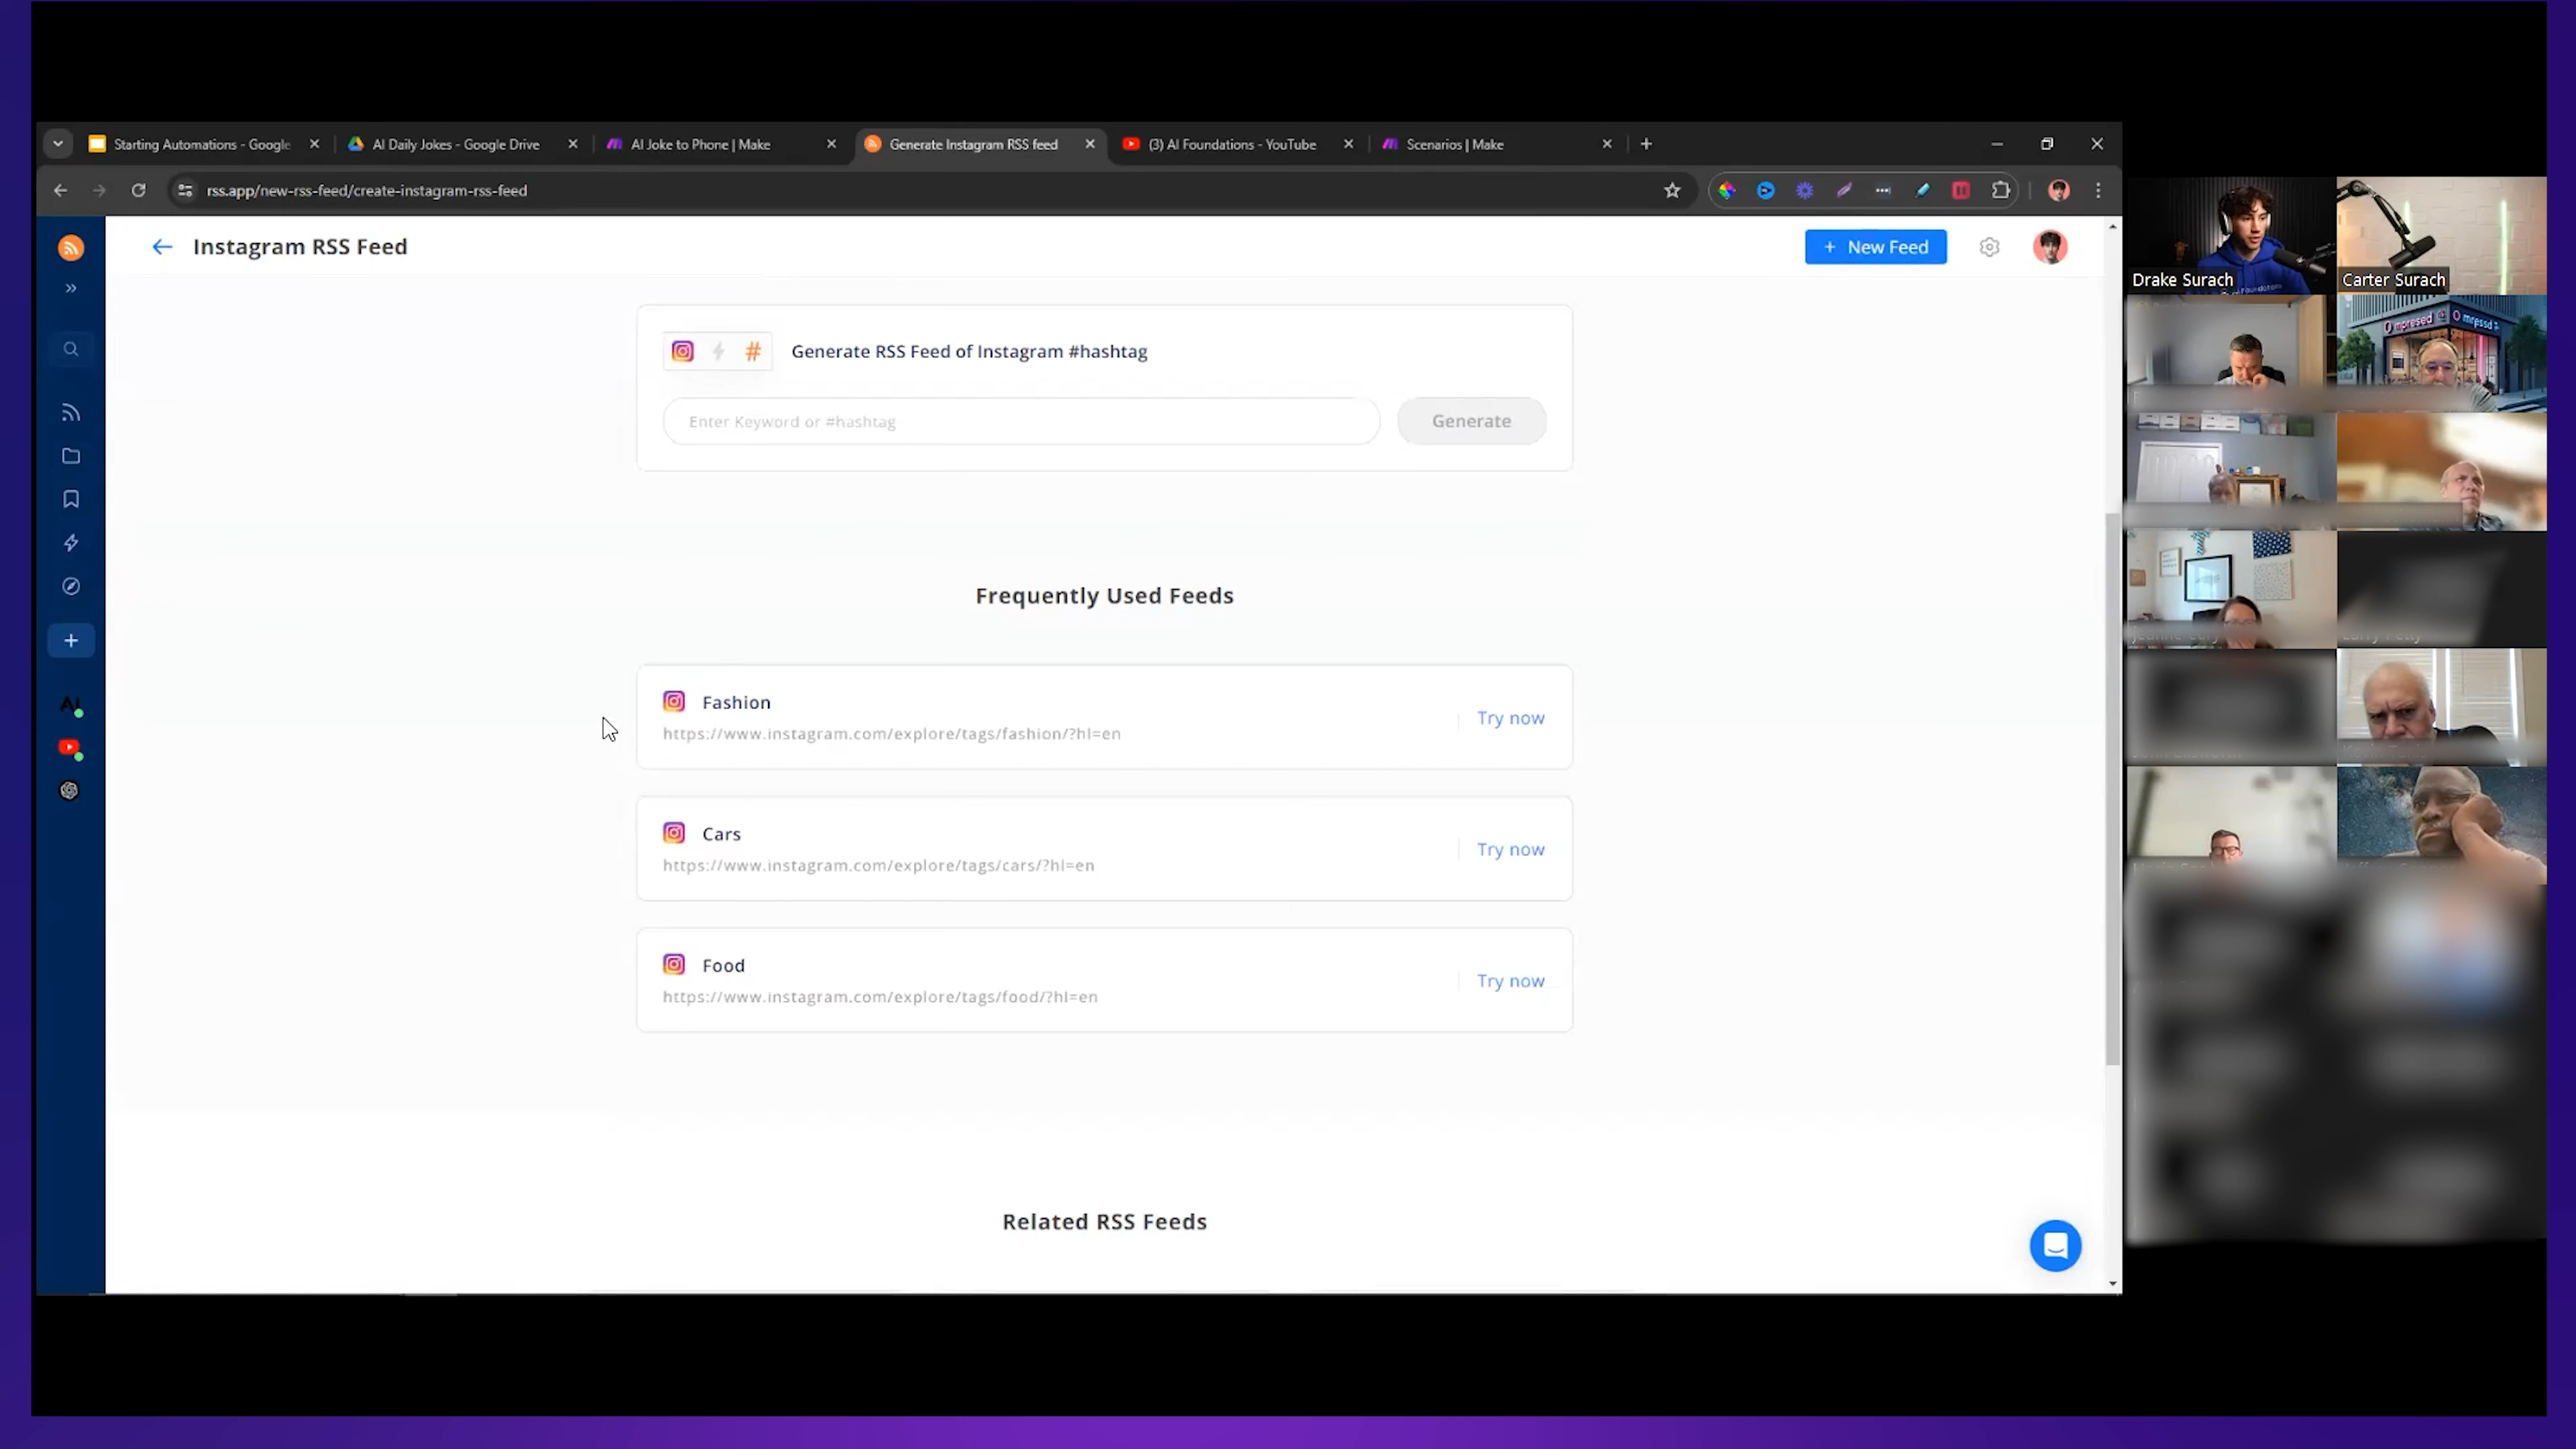 Starting Automations - Google
AI Daily Jokes - Google Drive
AI Joke to Phone | Make
Generate Instagram RSS feed
(3) AI Foundations - YouTube
Scenarios | Make
rss.app/new-rss-feed/create-instagram-rss-feed
Instagram RSS Feed
+ New Feed
Drake Surach
Carter Surach
Generate RSS Feed of Instagram #hashtag
Enter Keyword or #hashtag
Generate
Frequently Used Feeds
Fashion
https://www.instagram.com/explore/tags/fashion/?hl=en
Try now
Cars
https://www.instagram.com/explore/tags/cars/?hl=en
Try now
Food
https://www.instagram.com/explore/tags/food/?hl=en
Try now
Related RSS Feeds